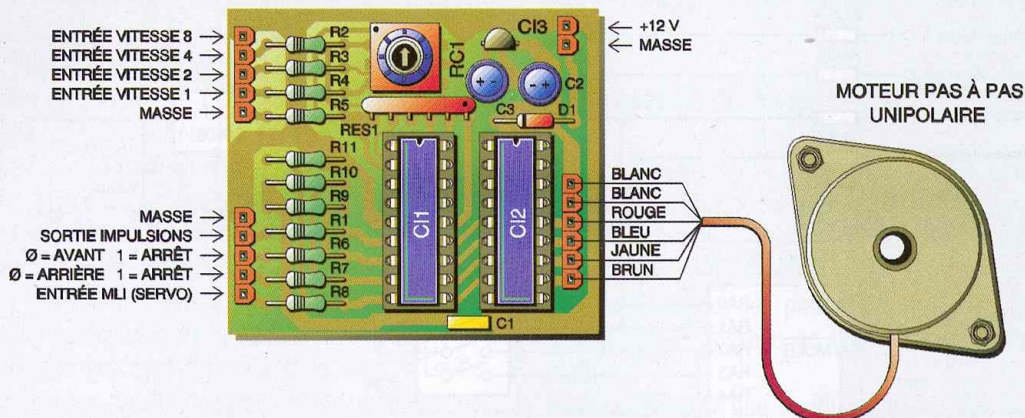 ENTRÉE VITESSE 8
ENTRÉE VITESSE 4
ENTRÉE VITESSE 2
ENTRÉE VITESSE 1
MASSE
MASSE
SORTIE IMPULSIONS
Ø = AVANT 1 = ARRÊT
Ø = ARRIÈRE 1 = ARRÊT
ENTRÉE MLI (SERVO)
R2
R3
R4
R5
RES1
R11
R10
R9
R1
R6
R7
R8
RC1
CI3
C2
C3
D1
CI1
CI2
C1
+12 V
MASSE
BLANC
BLANC
ROUGE
BLEU
JAUNE
BRUN
MOTEUR PAS À PAS
UNIPOLAIRE